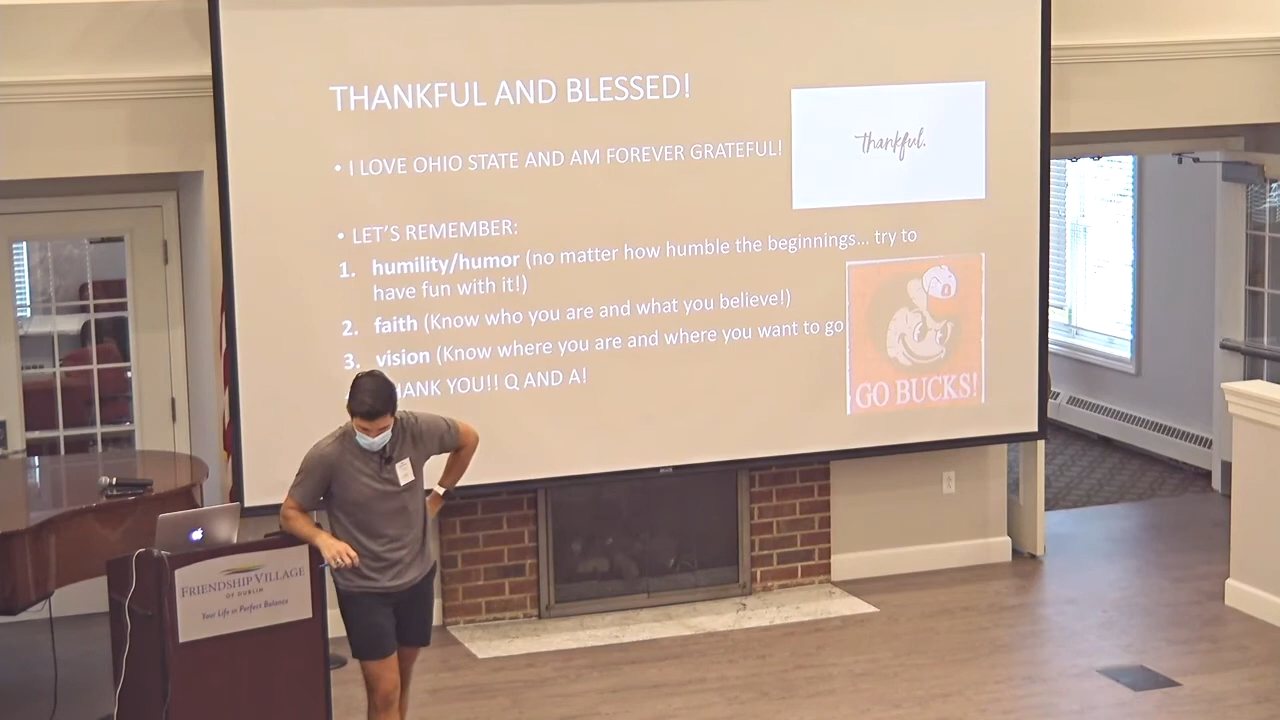 THANKFUL AND BLESSED!
• I LOVE OHIO STATE AND AM FOREVER GRATEFUL!
thankful.
• LET'S REMEMBER:
1. humility/humor (no matter how humble the beginnings... try to
have fun with it!)
2. faith (Know who you are and what you believe!)
3. vision (Know where you are and where you want to go
HANK YOU!! Q AND A!
GO BUCKS!
FRIENDSHIP VILLAGE
OF DUBLIN
Your Life in Perfect Balance